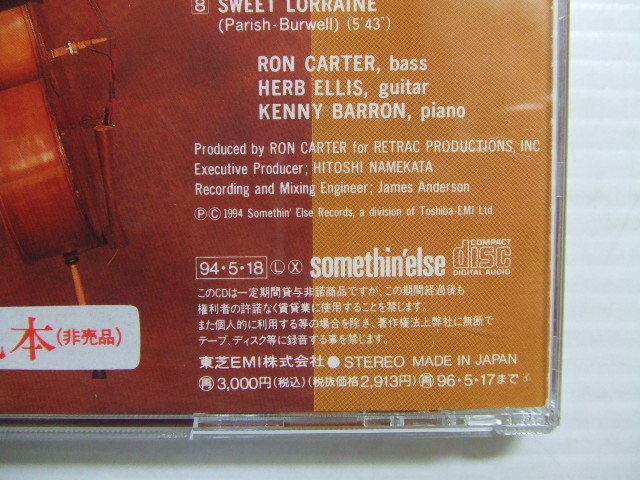 8 SWEET LORRAINE
(Parish-Burwell) (5'43")
RON CARTER, bass
HERB ELLIS, guitar
KENNY BARRON, piano
Produced by RON CARTER for RETRAC PRODUCTIONS, INC.
Executive Producer; HITOSHI NAMEKATA
Recording and Mixing Engineer; James Anderson
Ⓟ© 1994 Somethin' Else Records, a division of Toshiba-EMI Ltd.
94・5・18 Ⓛ Ⓧ somethin'else COMPACT disc DIGITAL AUDIO
このCDは一定期間貸与非諾商品ですが、この期間経過後も
権利者の許諾なく賃貸業に使用することを禁じます。
また個人的に利用する等の場合を除き、著作権法上弊社に無断で
テープ、ディスク等に録音する事を禁じます。
本(非売品)
東芝EMI株式会社● STEREO MADE IN JAPAN
㊞3,000円(税込)(税抜価格2,913円)㊞96・5・17まで